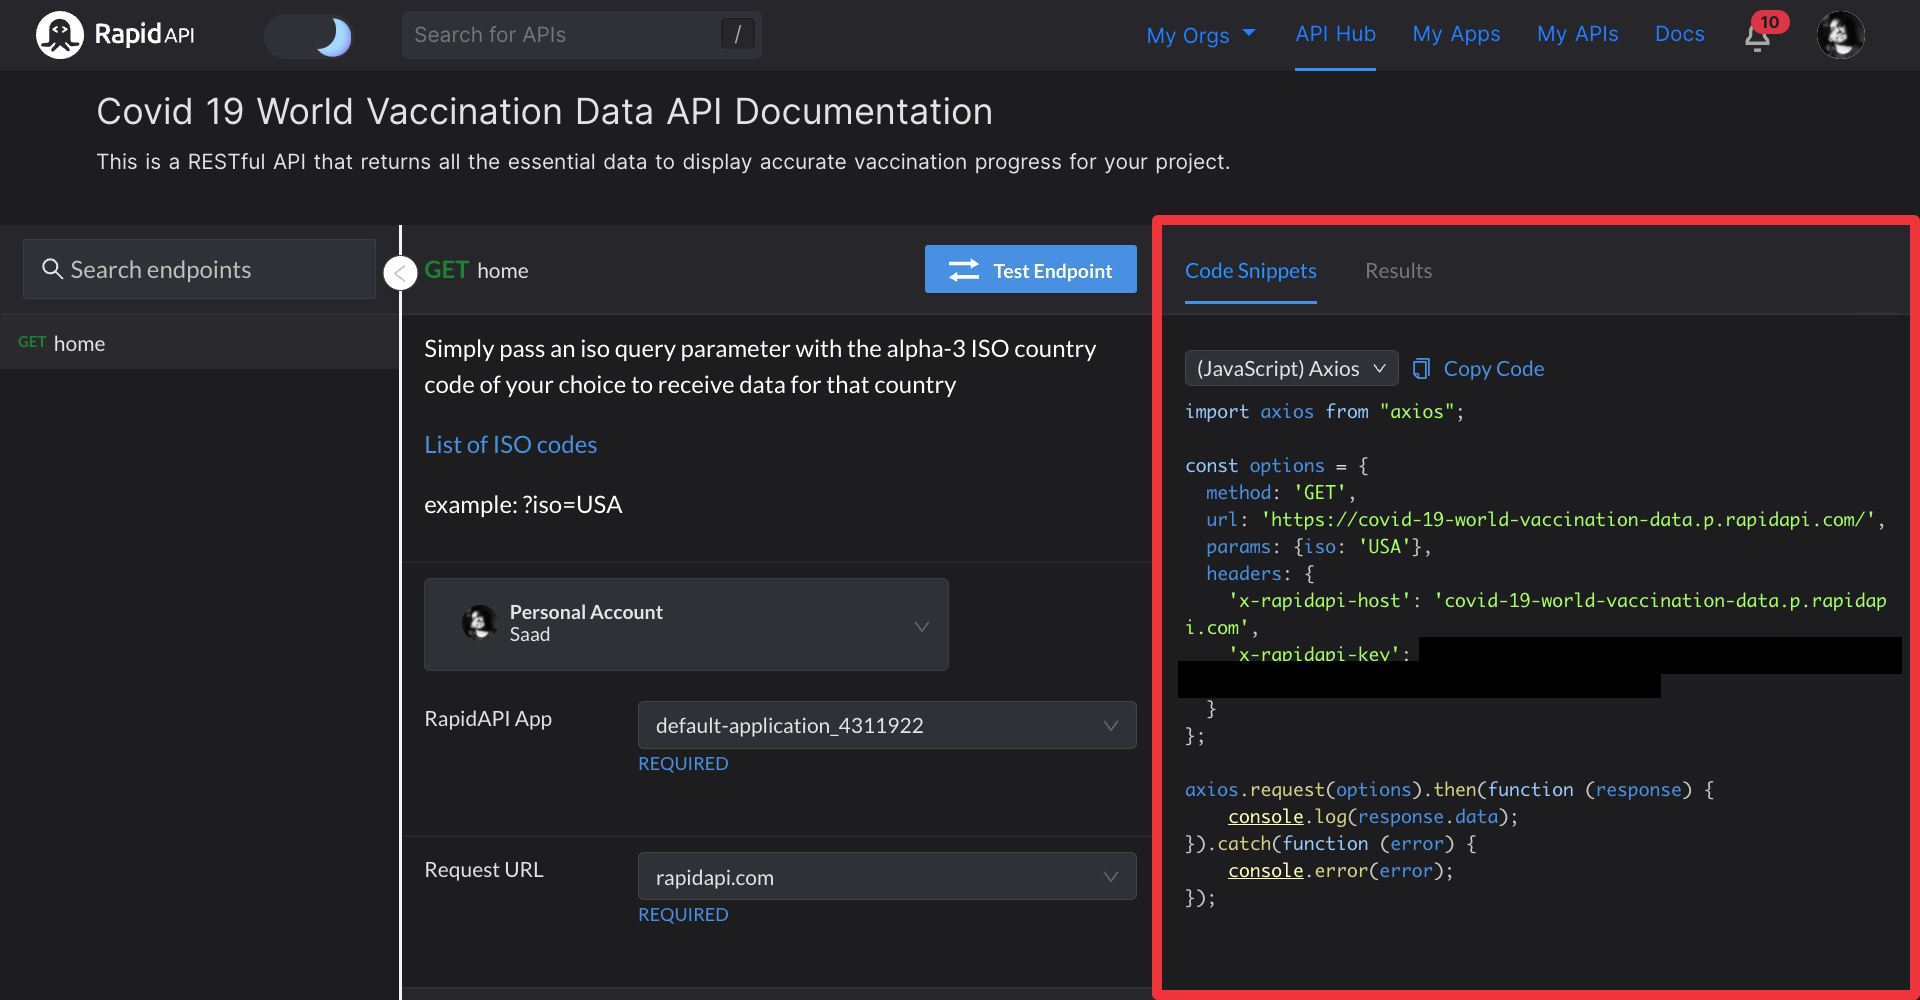 RapidAPI
Search for APIs
/
My Orgs
API Hub
My Apps
My APIs
Docs
10
Covid 19 World Vaccination Data API Documentation
This is a RESTful API that returns all the essential data to display accurate vaccination progress for your project.
Search endpoints
GET home
GET home
Test Endpoint
Simply pass an iso query parameter with the alpha-3 ISO country
code of your choice to receive data for that country
List of ISO codes
example: ?iso=USA
Personal Account
Saad
RapidAPI App
default-application_4311922
REQUIRED
Request URL
rapidapi.com
REQUIRED
Code Snippets
Results
(JavaScript) Axios
Copy Code
import axios from "axios";
const options = {
  method: 'GET',
  url: 'https://covid-19-world-vaccination-data.p.rapidapi.com/',
  params: {iso: 'USA'},
  headers: {
    'x-rapidapi-host': 'covid-19-world-vaccination-data.p.rapidap
i.com',
    'x-rapidapi-key':
  }
};
axios.request(options).then(function (response) {
    console.log(response.data);
}).catch(function (error) {
    console.error(error);
});